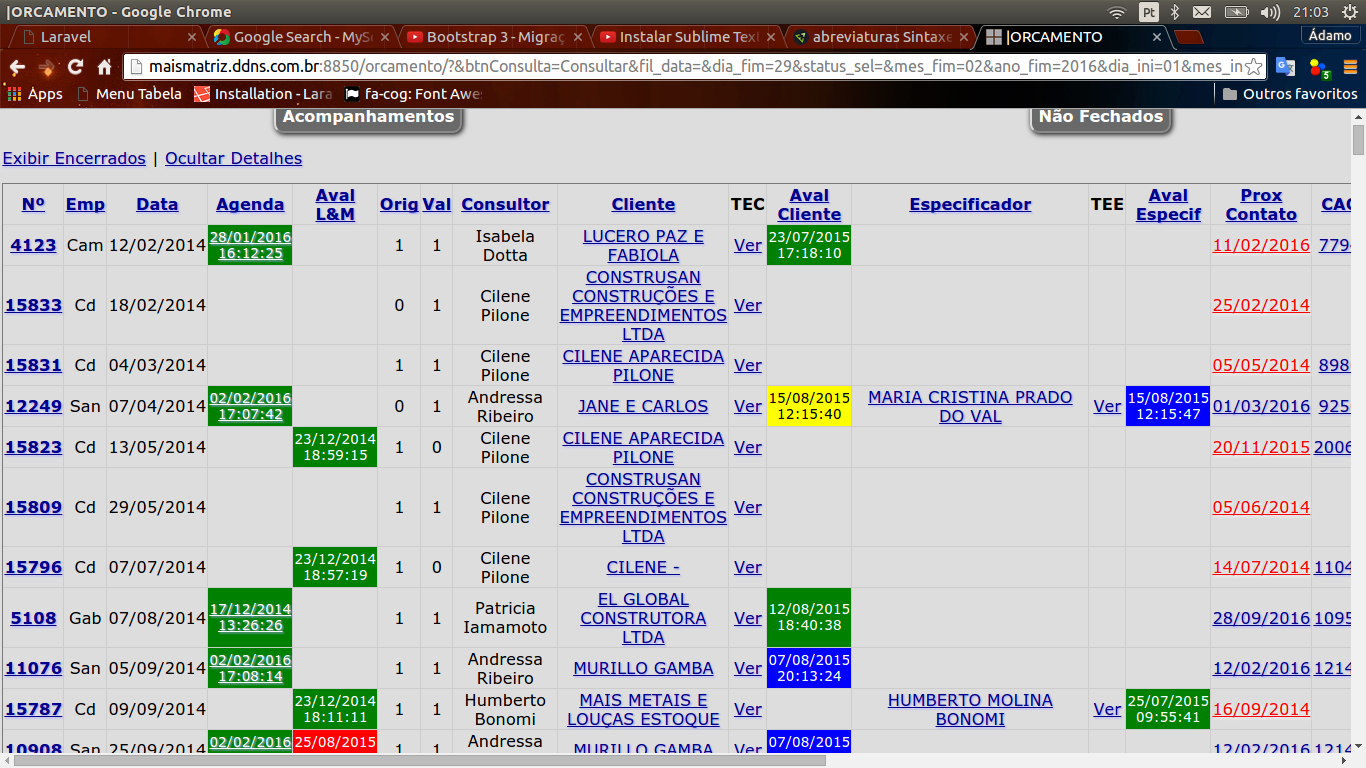 |ORCAMENTO - Google Chrome Pt 21:03
Laravel Google Search - MyS Bootstrap 3 - Migraç Instalar Sublime Text abreviaturas Sintaxe |ORCAMENTO Ádamo
maismatriz.ddns.com.br:8850/orcamento/?&btnConsulta=Consultar&fil_data=&dia_fim=29&status_sel=&mes_fim=02&ano_fim=2016&dia_ini=01&mes_in 5
Apps Menu Tabela Installation - Lara fa-cog: Font Awes Outros favoritos
Acompanhamentos Não Fechados
Exibir Encerrados | Ocultar Detalhes
Nº Emp Data Agenda Aval L&M Orig Val Consultor Cliente TEC Aval Cliente Especificador TEE Aval Especif Prox Contato CAC
4123 Cam 12/02/2014 28/01/2016 16:12:25 1 1 Isabela Dotta LUCERO PAZ E FABIOLA Ver 23/07/2015 17:18:10 11/02/2016 779
15833 Cd 18/02/2014 0 1 Cilene Pilone CONSTRUSAN CONSTRUÇÕES E EMPREENDIMENTOS LTDA Ver 25/02/2014
15831 Cd 04/03/2014 1 1 Cilene Pilone CILENE APARECIDA PILONE Ver 05/05/2014 898
12249 San 07/04/2014 02/02/2016 17:07:42 0 1 Andressa Ribeiro JANE E CARLOS Ver 15/08/2015 12:15:40 MARIA CRISTINA PRADO DO VAL Ver 15/08/2015 12:15:47 01/03/2016 925
15823 Cd 13/05/2014 23/12/2014 18:59:15 1 0 Cilene Pilone CILENE APARECIDA PILONE Ver 20/11/2015 2006
15809 Cd 29/05/2014 1 1 Cilene Pilone CONSTRUSAN CONSTRUÇÕES E EMPREENDIMENTOS LTDA Ver 05/06/2014
15796 Cd 07/07/2014 23/12/2014 18:57:19 1 0 Cilene Pilone CILENE - Ver 14/07/2014 1104
5108 Gab 07/08/2014 17/12/2014 13:26:26 1 1 Patricia Iamamoto EL GLOBAL CONSTRUTORA LTDA Ver 12/08/2015 18:40:38 28/09/2016 1095
11076 San 05/09/2014 02/02/2016 17:08:14 1 1 Andressa Ribeiro MURILLO GAMBA Ver 07/08/2015 20:13:24 12/02/2016 1214
15787 Cd 09/09/2014 23/12/2014 18:11:11 1 1 Humberto Bonomi MAIS METAIS E LOUÇAS ESTOQUE Ver HUMBERTO MOLINA BONOMI Ver 25/07/2015 09:55:41 16/09/2014
10908 San 25/09/2014 02/02/2016 25/08/2015 1 1 Andressa MURILLO GAMBA Ver 07/08/2015 12/02/2016 1214